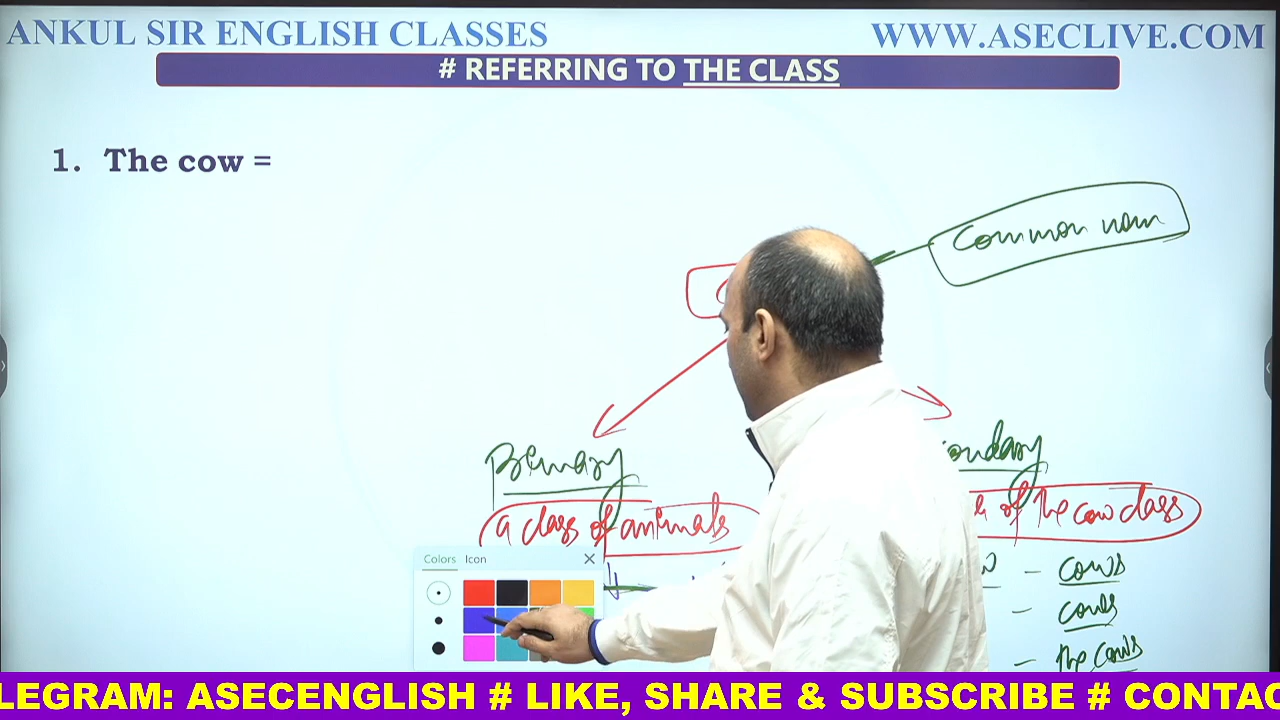 ANKUL SIR ENGLISH CLASSES
WWW.ASECLIVE.COM
# REFERRING TO THE CLASS
1. The cow =
Common noun
Primary
ondary
a class of animals
of the cow class
- cows
- cows
- the cows
Colors Icon
LEGRAM: ASECENGLISH # LIKE, SHARE & SUBSCRIBE # CONTAC